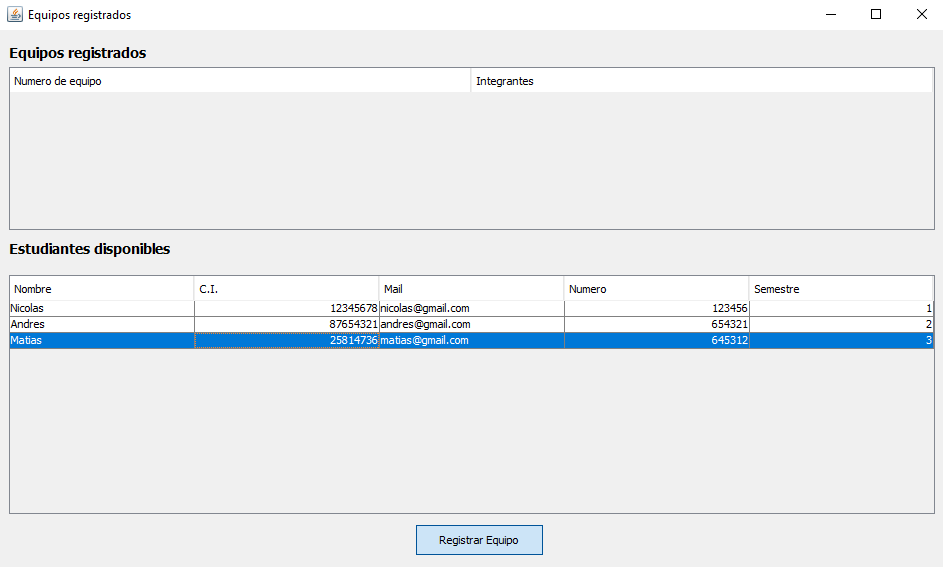 Equipos registrados
Equipos registrados
Numero de equipo Integrantes
Estudiantes disponibles
Nombre C.I. Mail Numero Semestre
Nicolas 12345678 nicolas@gmail.com 123456 1
Andres 87654321 andres@gmail.com 654321 2
Matias 25814736 matias@gmail.com 645312 3
Registrar Equipo